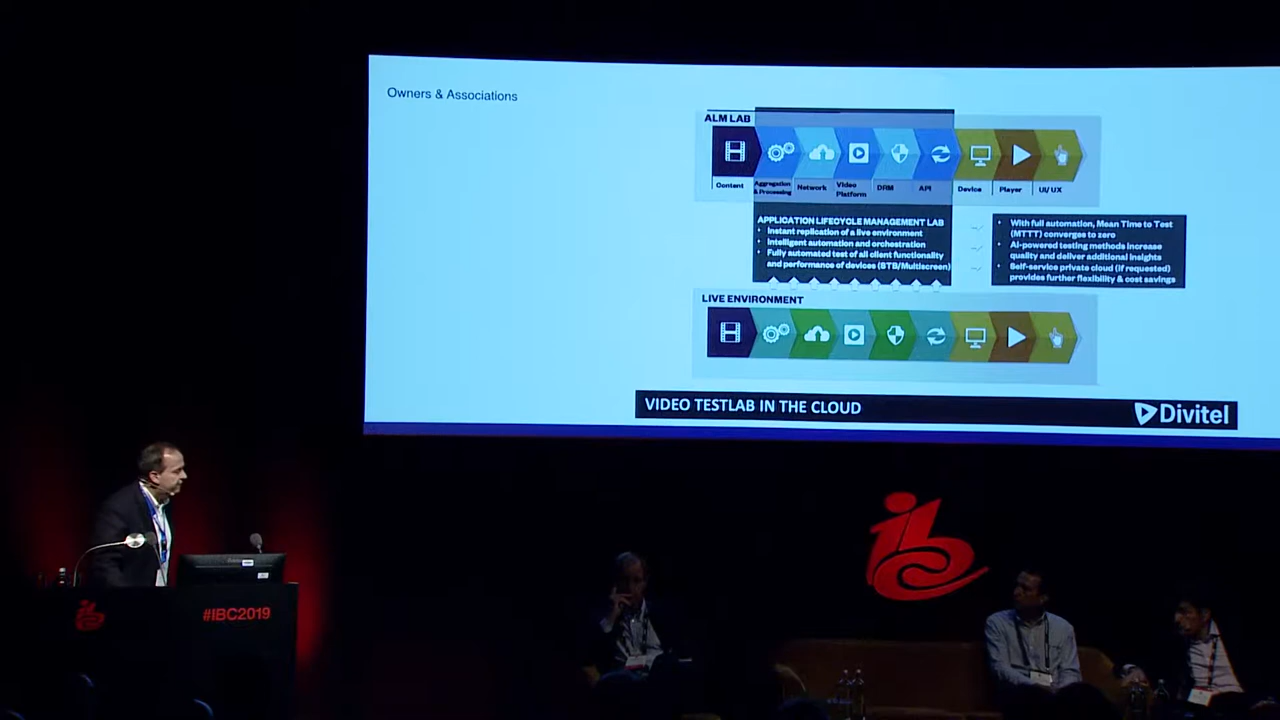 Owners & Associations
ALM LAB
Content
Aggregation
& Processing
Network
Video
Platform
DRM
API
Device
Player
UI/ UX
APPLICATION LIFECYCLE MANAGEMENT LAB
• Instant replication of a live environment
• Intelligent automation and orchestration
• Fully automated test of all client functionality
and performance of devices (STB/Multiscreen)
• With full automation, Mean Time to Test
(MTTT) converges to zero
• AI-powered testing methods increase
quality and deliver additional insights
• Self-service private cloud (if requested)
provides further flexibility & cost savings
LIVE ENVIRONMENT
VIDEO TESTLAB IN THE CLOUD
Divitel
ibc
#IBC2019
ibc